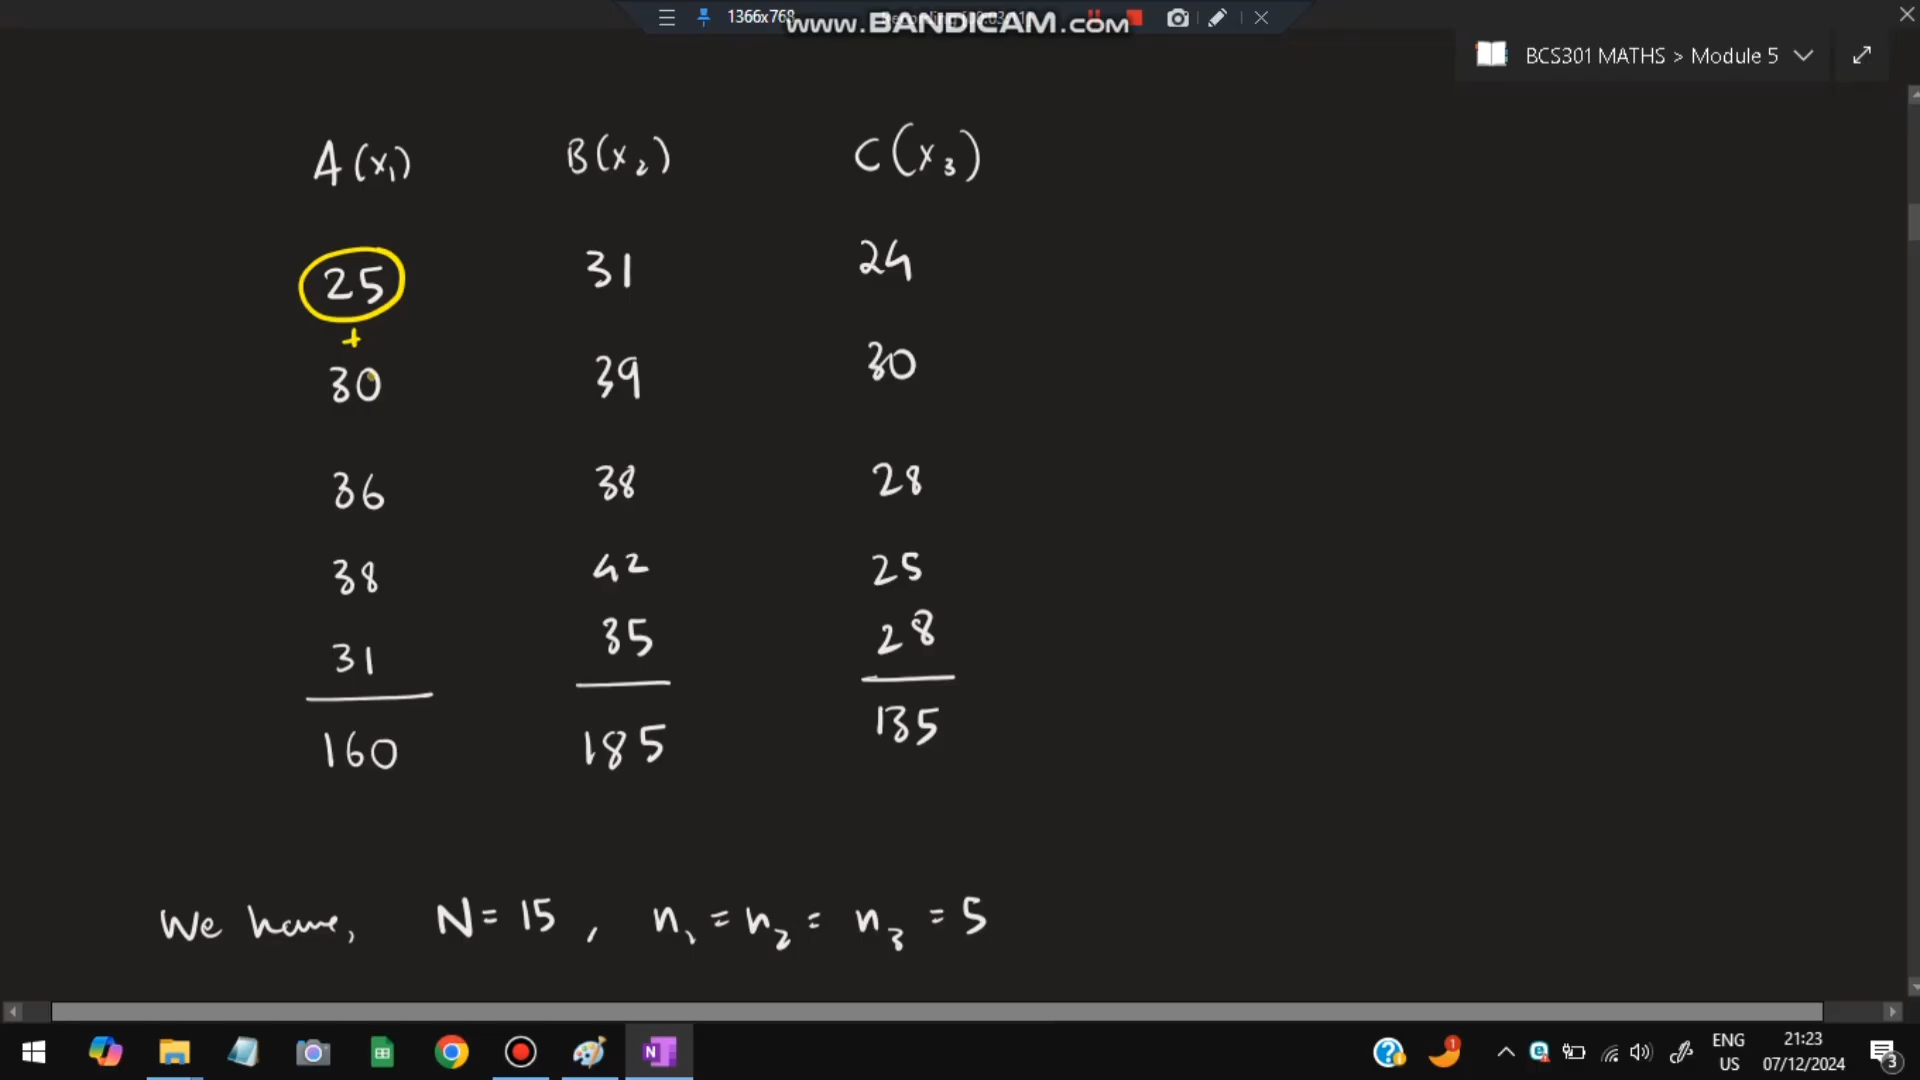 1366x768
www.BANDICAM.com
BCS301 MATHS > Module 5
A(x1) B(x2) C(x3)
25 31 24
+
30 39 30
36 38 28
38 42 25
31 35 28
160 185 135
We have, N = 15, n1 = n2 = n3 = 5
ENG 21:23
US 07/12/2024
1
3